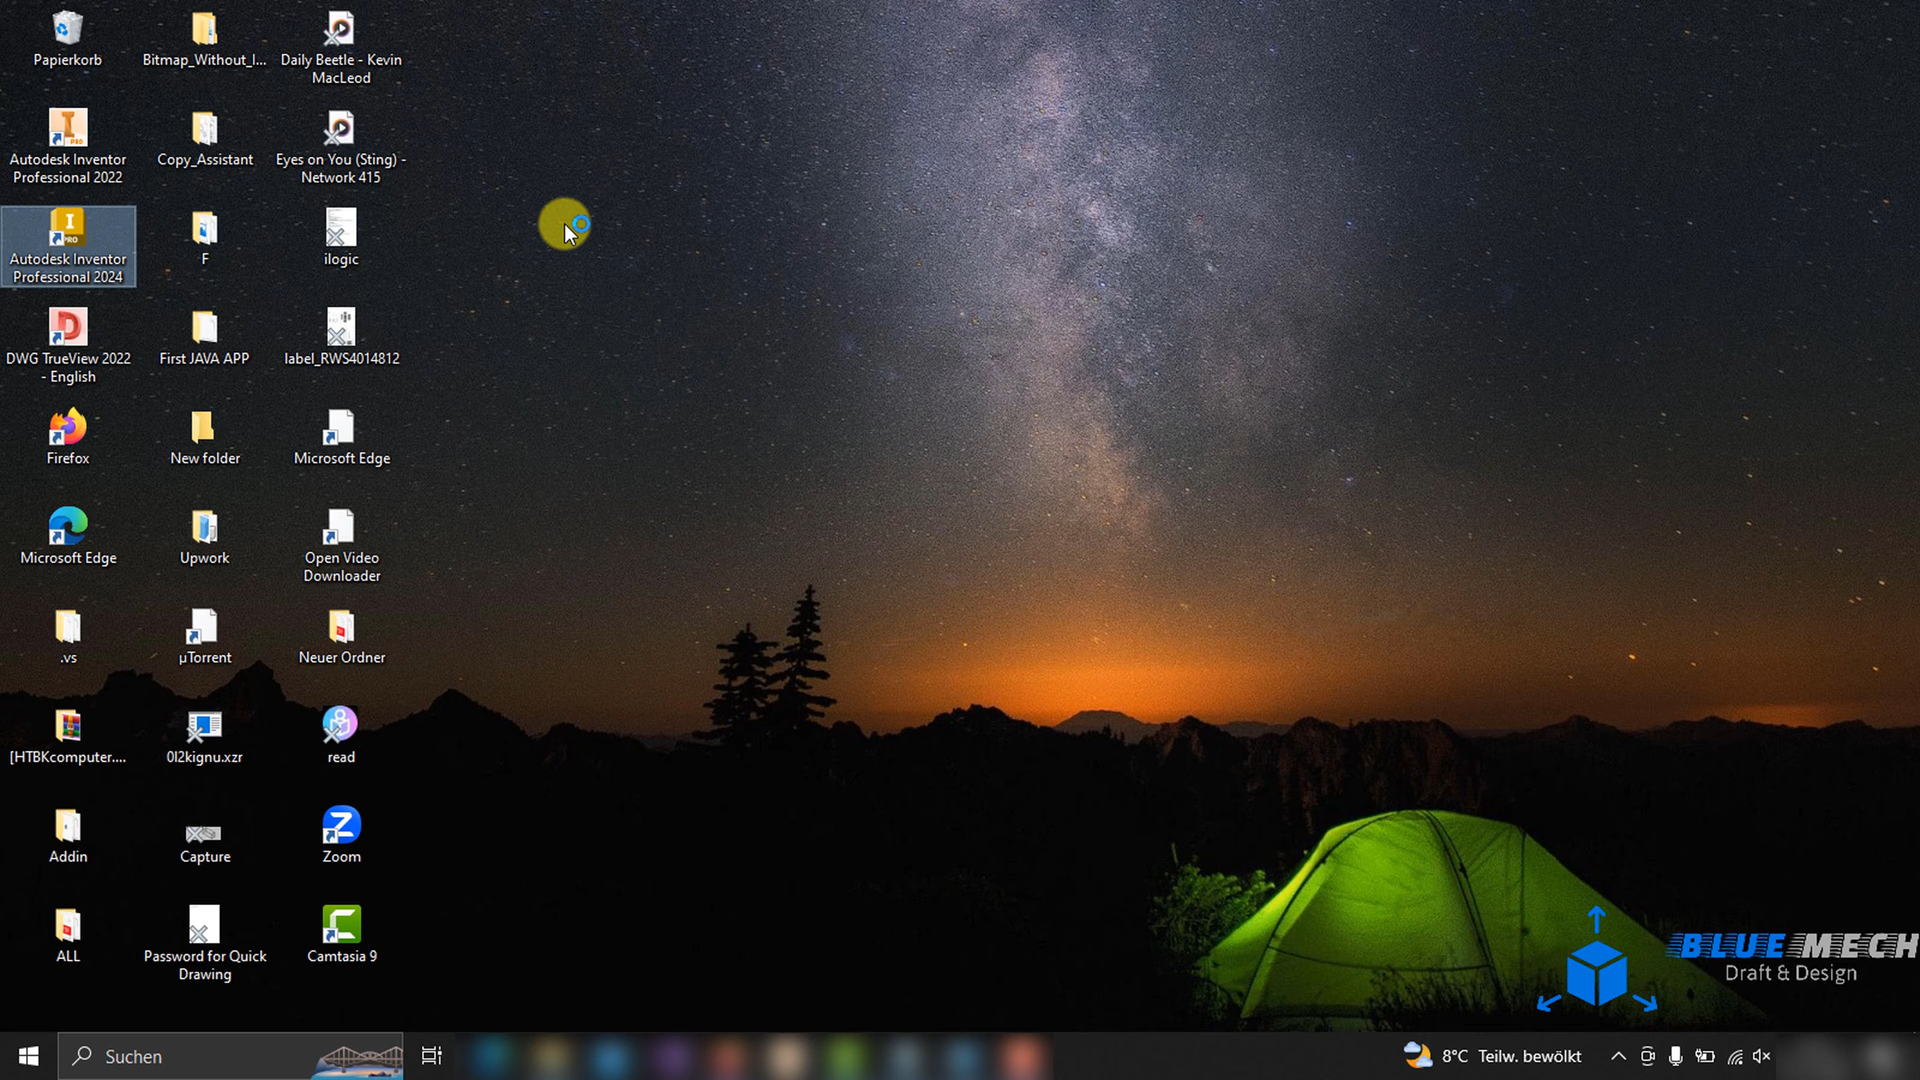 Papierkorb
Bitmap_Without_I...
Daily Beetle - Kevin
MacLeod
Autodesk Inventor
Professional 2022
Copy_Assistant
Eyes on You (Sting) -
Network 415
Autodesk Inventor
Professional 2024
F
ilogic
DWG TrueView 2022
- English
First JAVA APP
label_RWS4014812
Firefox
New folder
Microsoft Edge
Microsoft Edge
Upwork
Open Video
Downloader
.vs
µTorrent
Neuer Ordner
[HTBKcomputer....
0l2kignu.xzr
read
Addin
Capture
Zoom
ALL
Password for Quick
Drawing
Camtasia 9
BLUE MECH
Draft & Design
Suchen
8°C Teilw. bewölkt